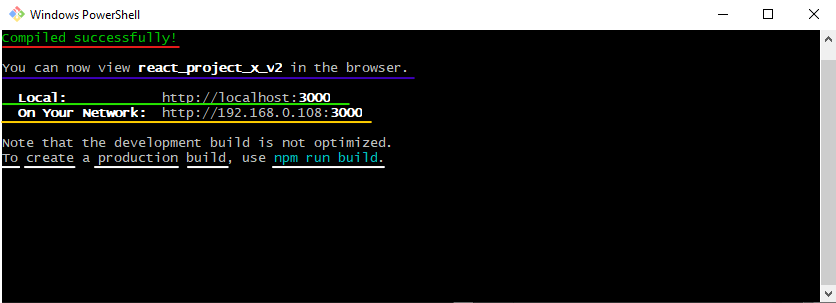 Windows PowerShell
Compiled successfully!
You can now view react_project_x_v2 in the browser.
Local: http://localhost:3000
On Your Network: http://192.168.0.108:3000
Note that the development build is not optimized.
To create a production build, use npm run build.